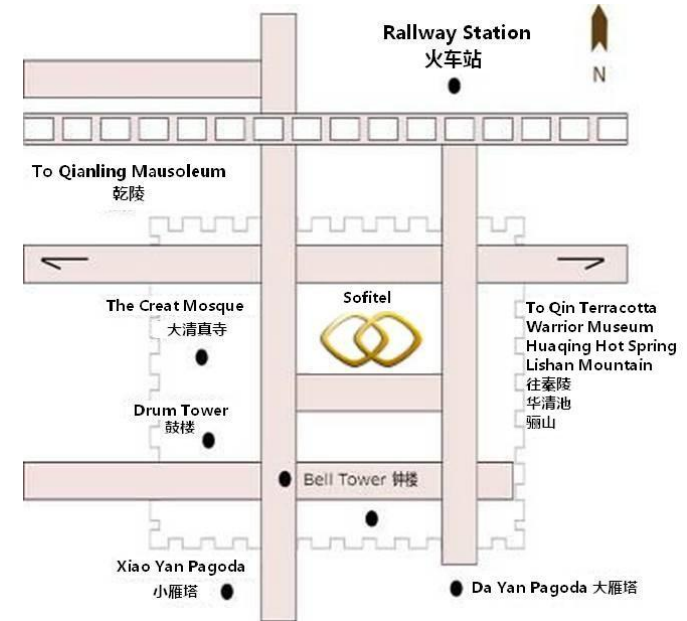 Rallway Station
火车站
N
To Qianling Mausoleum
乾陵
The Creat Mosque
大清真寺
Sofitel
To Qin Terracotta
Warrior Museum
Huaqing Hot Spring
Lishan Mountain
往秦陵
华清池
骊山
Drum Tower
鼓楼
Bell Tower 钟楼
Xiao Yan Pagoda
小雁塔
Da Yan Pagoda 大雁塔